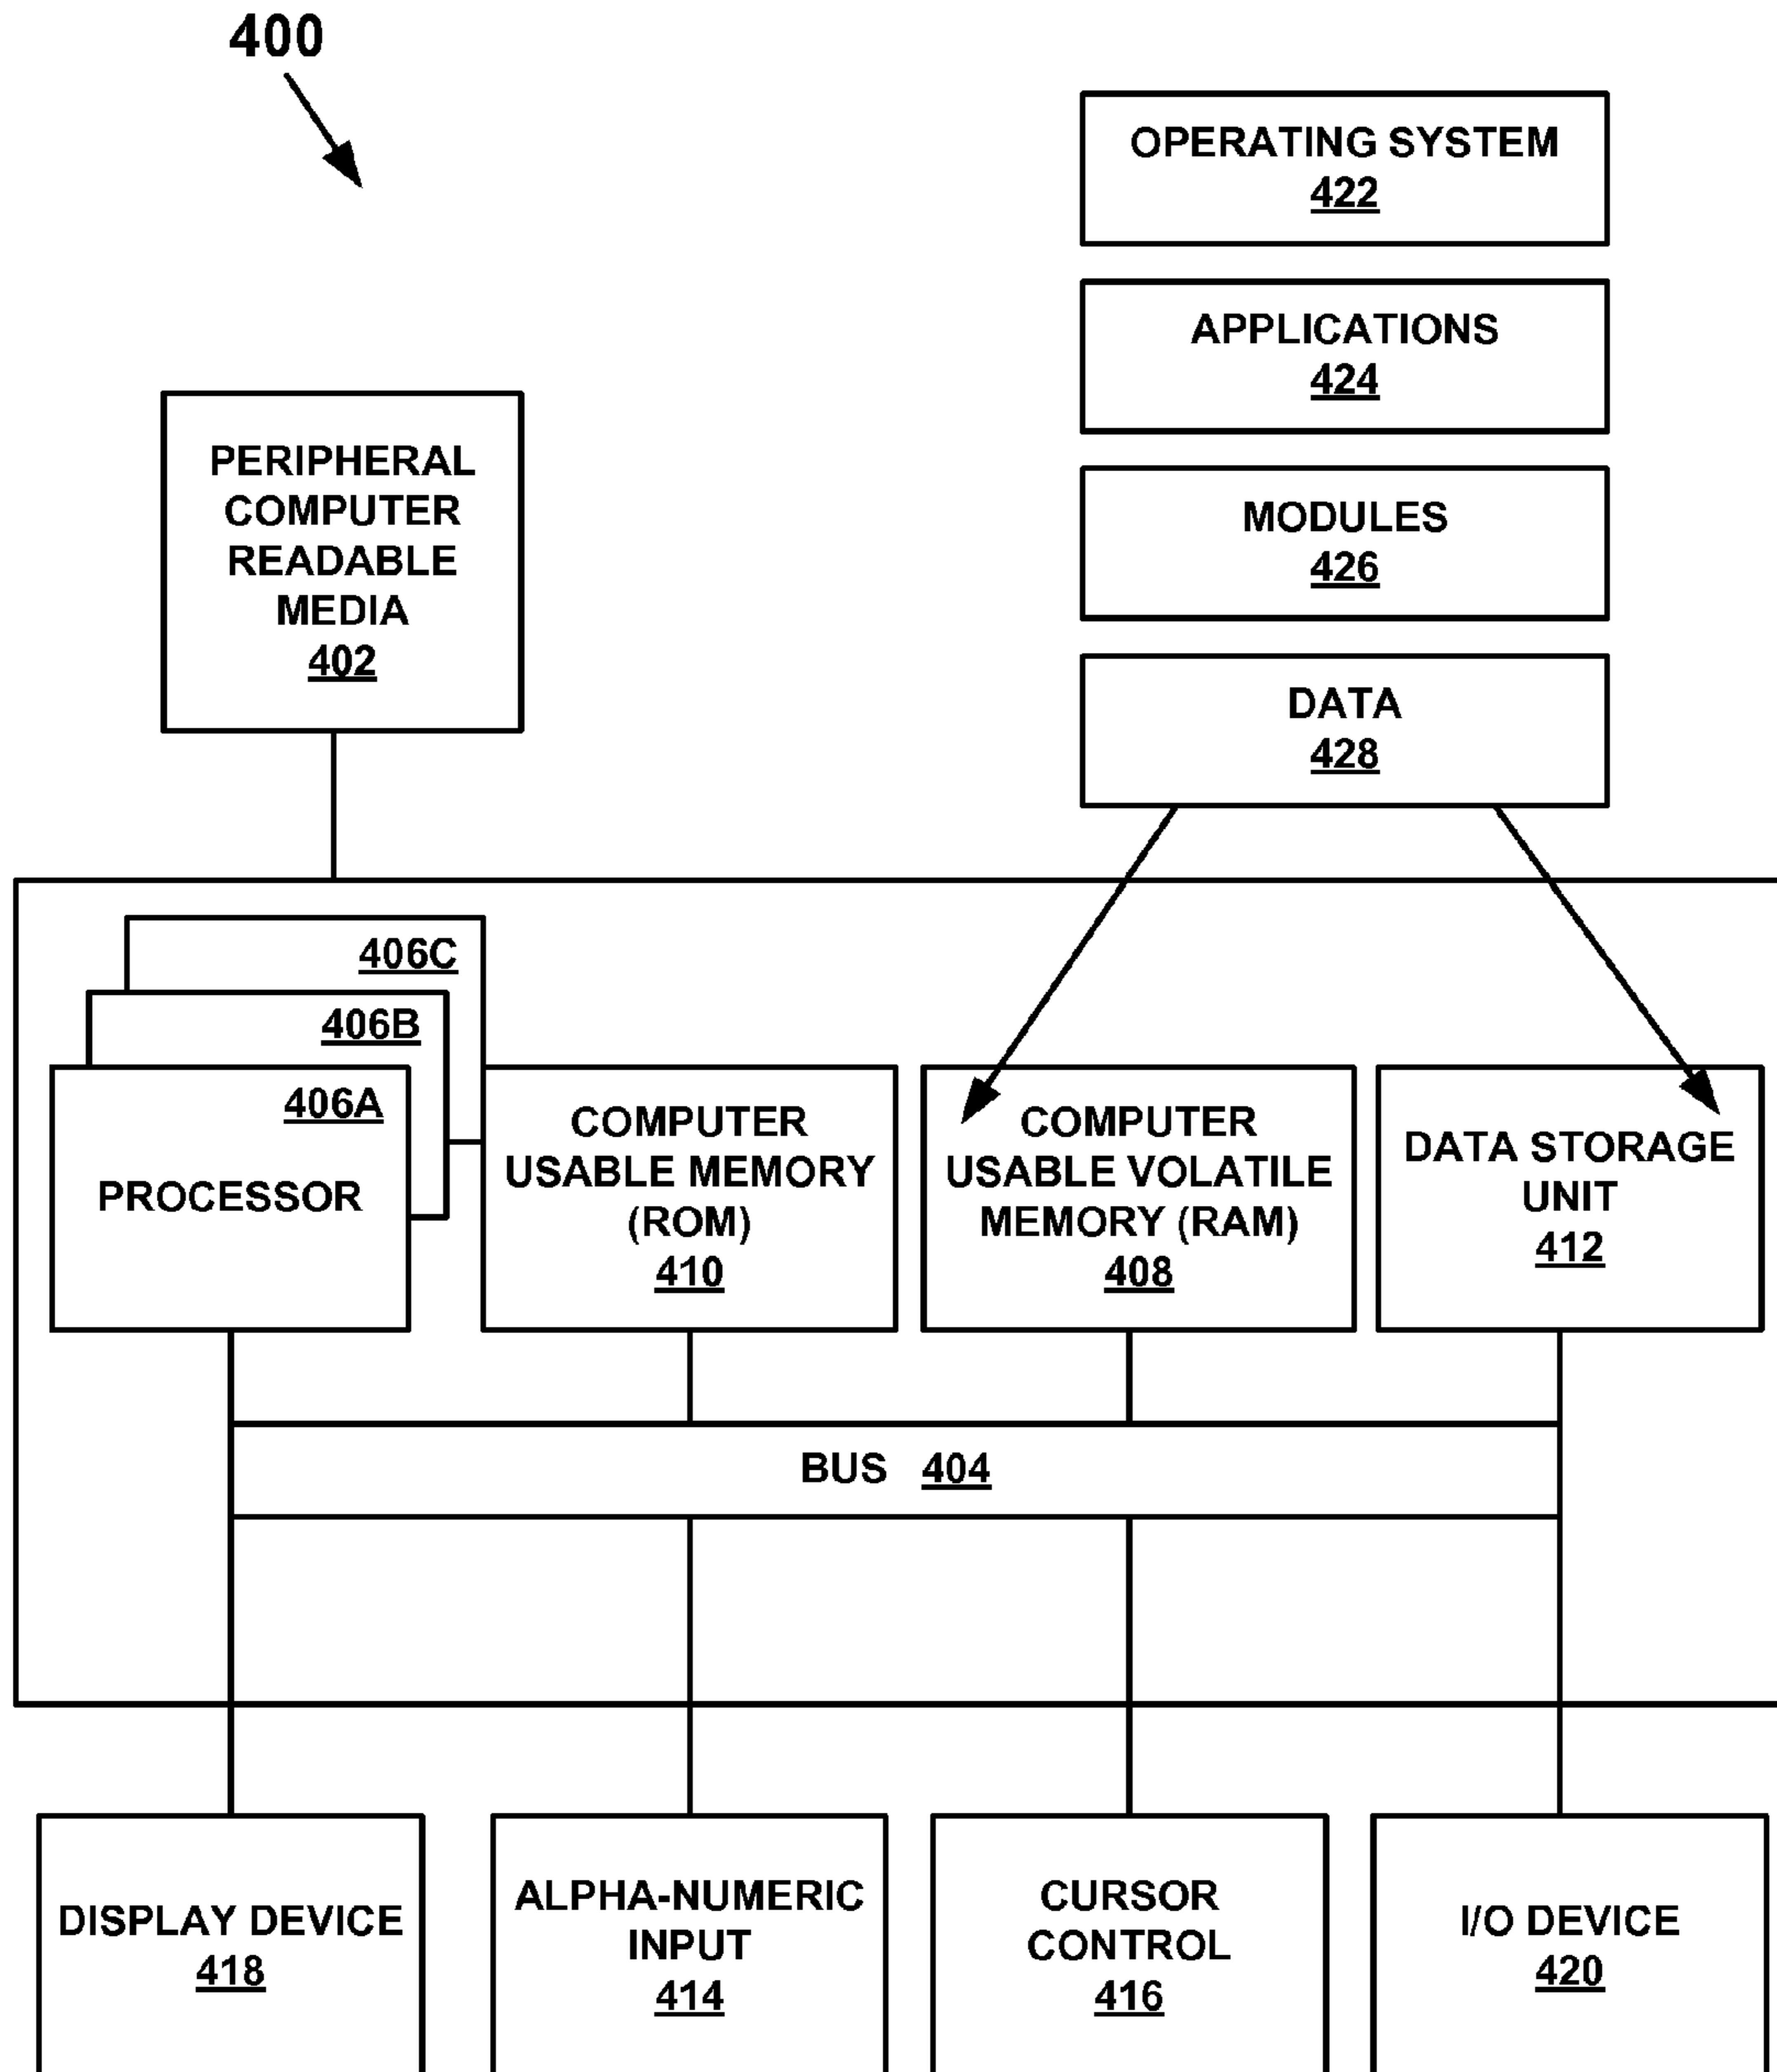 400
OPERATING SYSTEM
422
APPLICATIONS
424
PERIPHERAL
COMPUTER
READABLE
MEDIA
402
MODULES
426
DATA
428
406C
406B
406A
PROCESSOR
COMPUTER
USABLE MEMORY
(ROM)
410
COMPUTER
USABLE VOLATILE
MEMORY (RAM)
408
DATA STORAGE
UNIT
412
BUS 404
DISPLAY DEVICE
418
ALPHA-NUMERIC
INPUT
414
CURSOR
CONTROL
416
I/O DEVICE
420